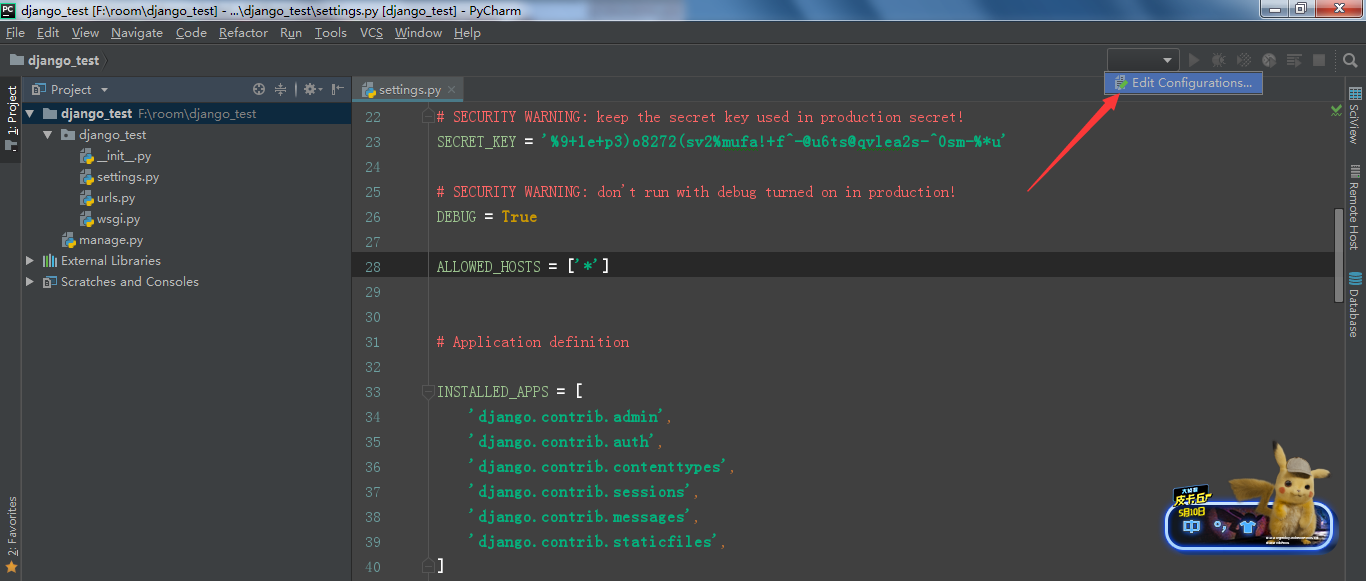 django_test [F:\room\django_test] - ...\django_test\settings.py [django_test] - PyCharm
File Edit View Navigate Code Refactor Run Tools VCS Window Help
django_test
Edit Configurations...
1: Project
2: Favorites
Project
django_test F:\room\django_test
django_test
__init__.py
settings.py
urls.py
wsgi.py
manage.py
External Libraries
Scratches and Consoles
settings.py
22 # SECURITY WARNING: keep the secret key used in production secret!
23 SECRET_KEY = '%9+1e+p3)o8272(sv2%mufa!+f^-@u6ts@qvlea2s-^0sm-%*u'
24
25 # SECURITY WARNING: don't run with debug turned on in production!
26 DEBUG = True
27
28 ALLOWED_HOSTS = ['*']
29
30
31 # Application definition
32
33 INSTALLED_APPS = [
34 'django.contrib.admin',
35 'django.contrib.auth',
36 'django.contrib.contenttypes',
37 'django.contrib.sessions',
38 'django.contrib.messages',
39 'django.contrib.staticfiles',
40 ]
SciView
Remote Host
Database
大侦探
皮卡丘
5月10日
中